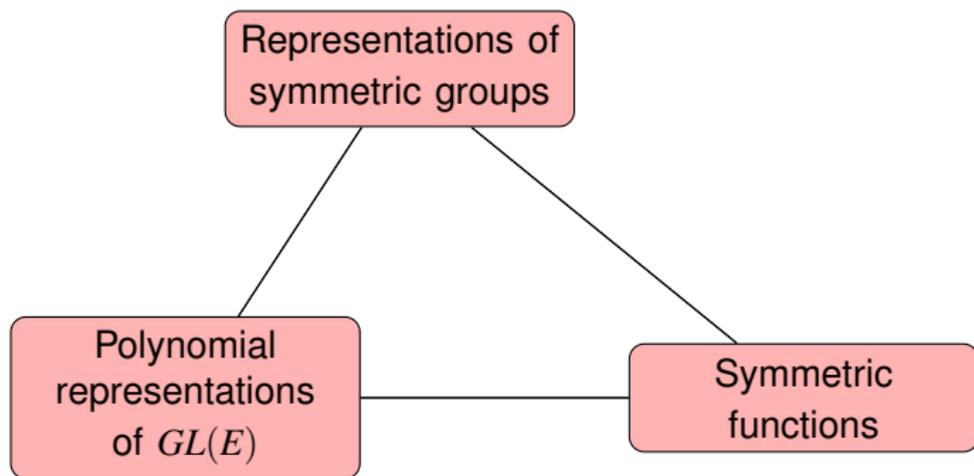 Representations of
symmetric groups
Polynomial
representations
of GL(E)
Symmetric
functions